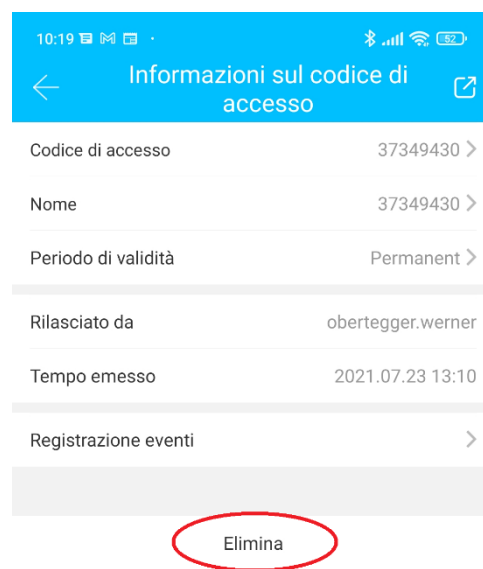 10:19
52
Informazioni sul codice di
accesso
Codice di accesso 37349430
Nome 37349430
Periodo di validità Permanent
Rilasciato da obertegger.werner
Tempo emesso 2021.07.23 13:10
Registrazione eventi
Elimina